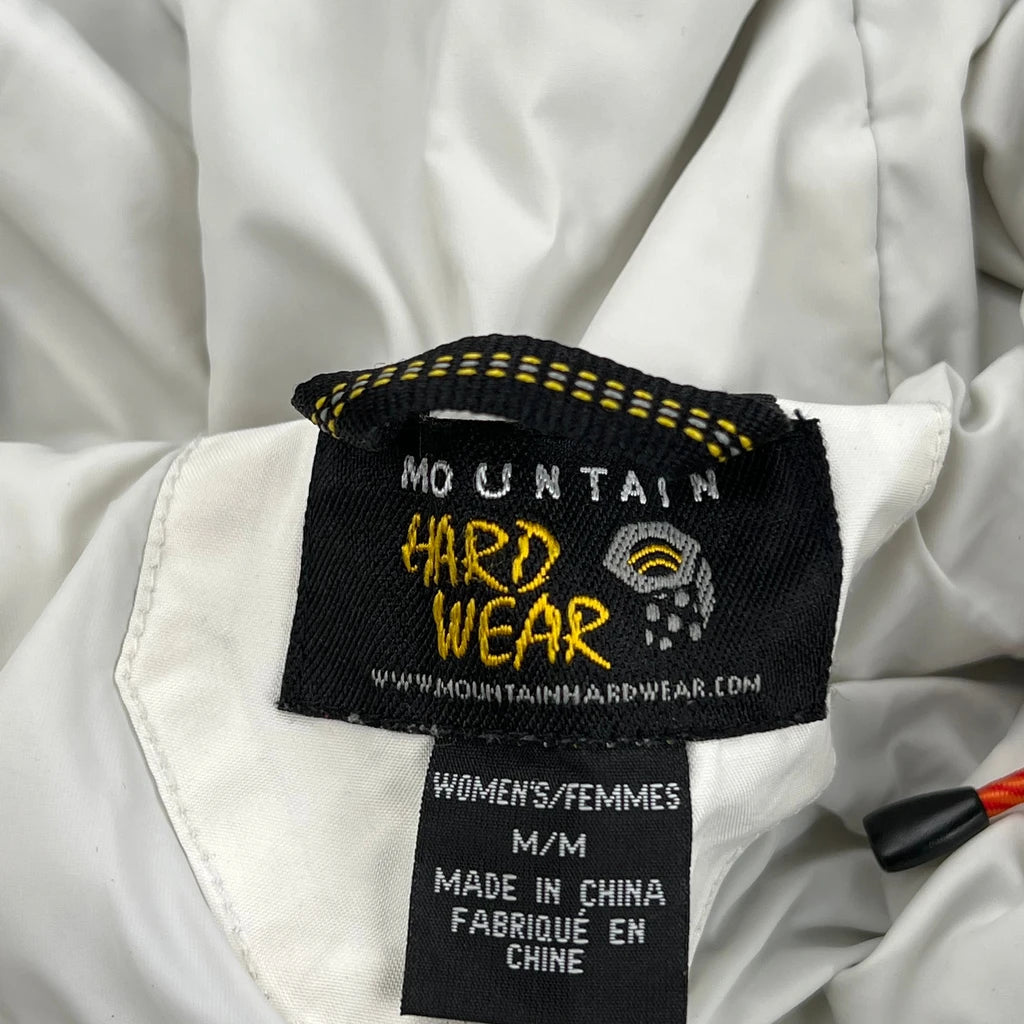 MOUNTAIN
HARD
WEAR
WWW.MOUNTAINHARDWEAR.COM
WOMEN'S/FEMMES
M/M
MADE IN CHINA
FABRIQUÉ EN
CHINE